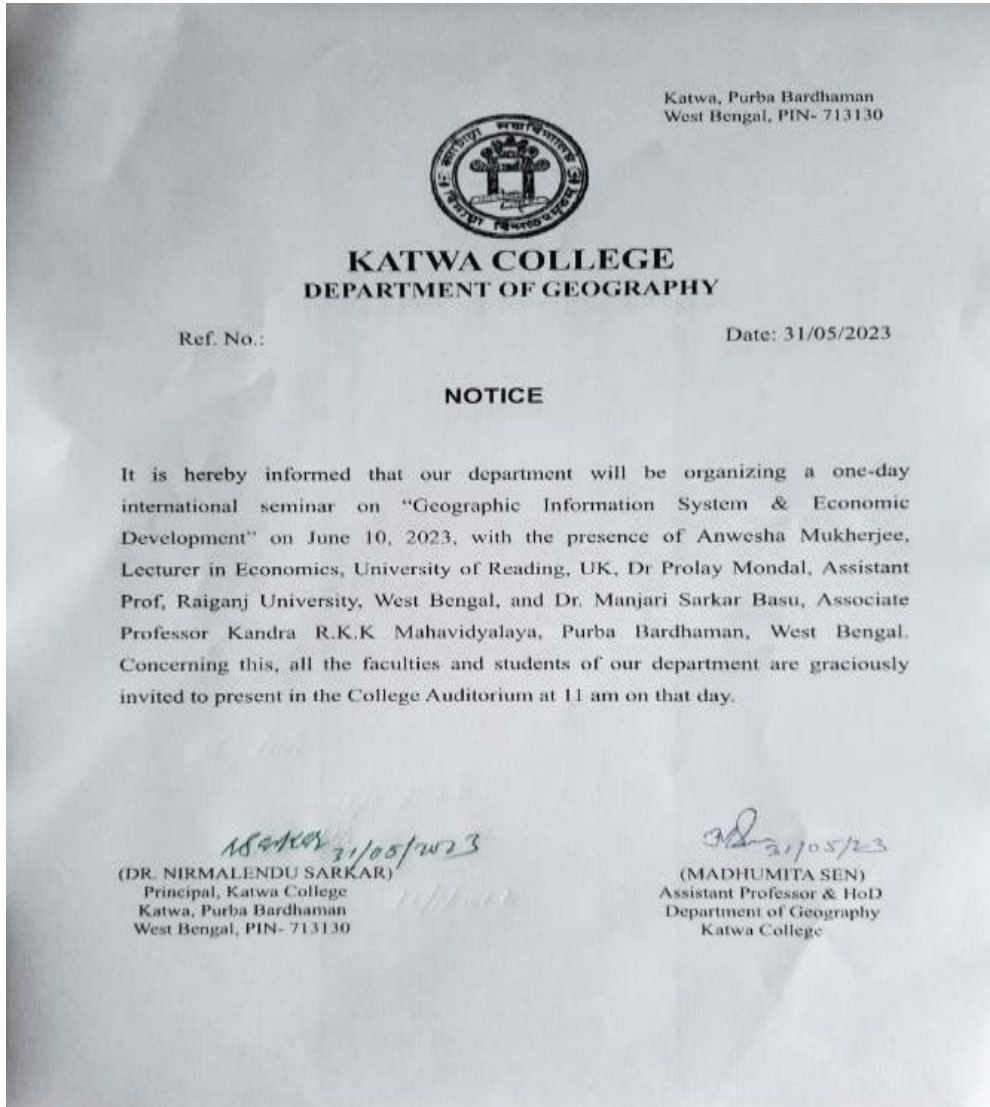 Katwa, Purba Bardhaman
West Bengal, PIN- 713130
KATWA COLLEGE
DEPARTMENT OF GEOGRAPHY
Ref. No.:
Date: 31/05/2023
NOTICE
It is hereby informed that our department will be organizing a one-day
international seminar on “Geographic Information System & Economic
Development” on June 10, 2023, with the presence of Anwesha Mukherjee,
Lecturer in Economics, University of Reading, UK, Dr Prolay Mondal, Assistant
Prof, Raiganj University, West Bengal, and Dr. Manjari Sarkar Basu, Associate
Professor Kandra R.K.K Mahavidyalaya, Purba Bardhaman, West Bengal.
Concerning this, all the faculties and students of our department are graciously
invited to present in the College Auditorium at 11 am on that day.
NSarkar 31/05/2023
31/05/23
(DR. NIRMALENDU SARKAR)
Principal, Katwa College
Katwa, Purba Bardhaman
West Bengal, PIN- 713130
(MADHUMITA SEN)
Assistant Professor & HoD
Department of Geography
Katwa College